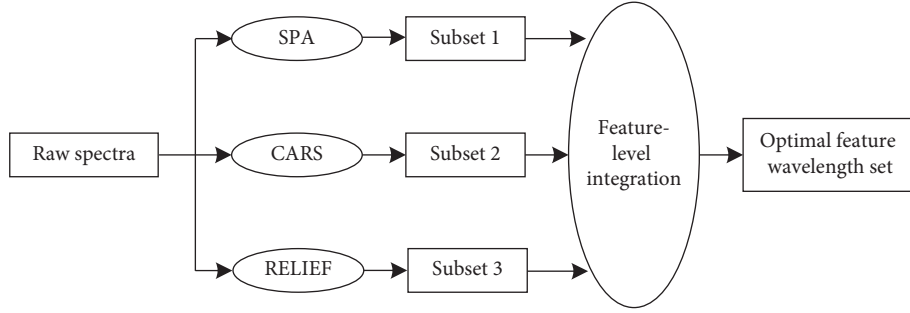 SPA
Subset 1
Raw spectra
CARS
Subset 2
Feature-
level
integration
Optimal feature
wavelength set
RELIEF
Subset 3